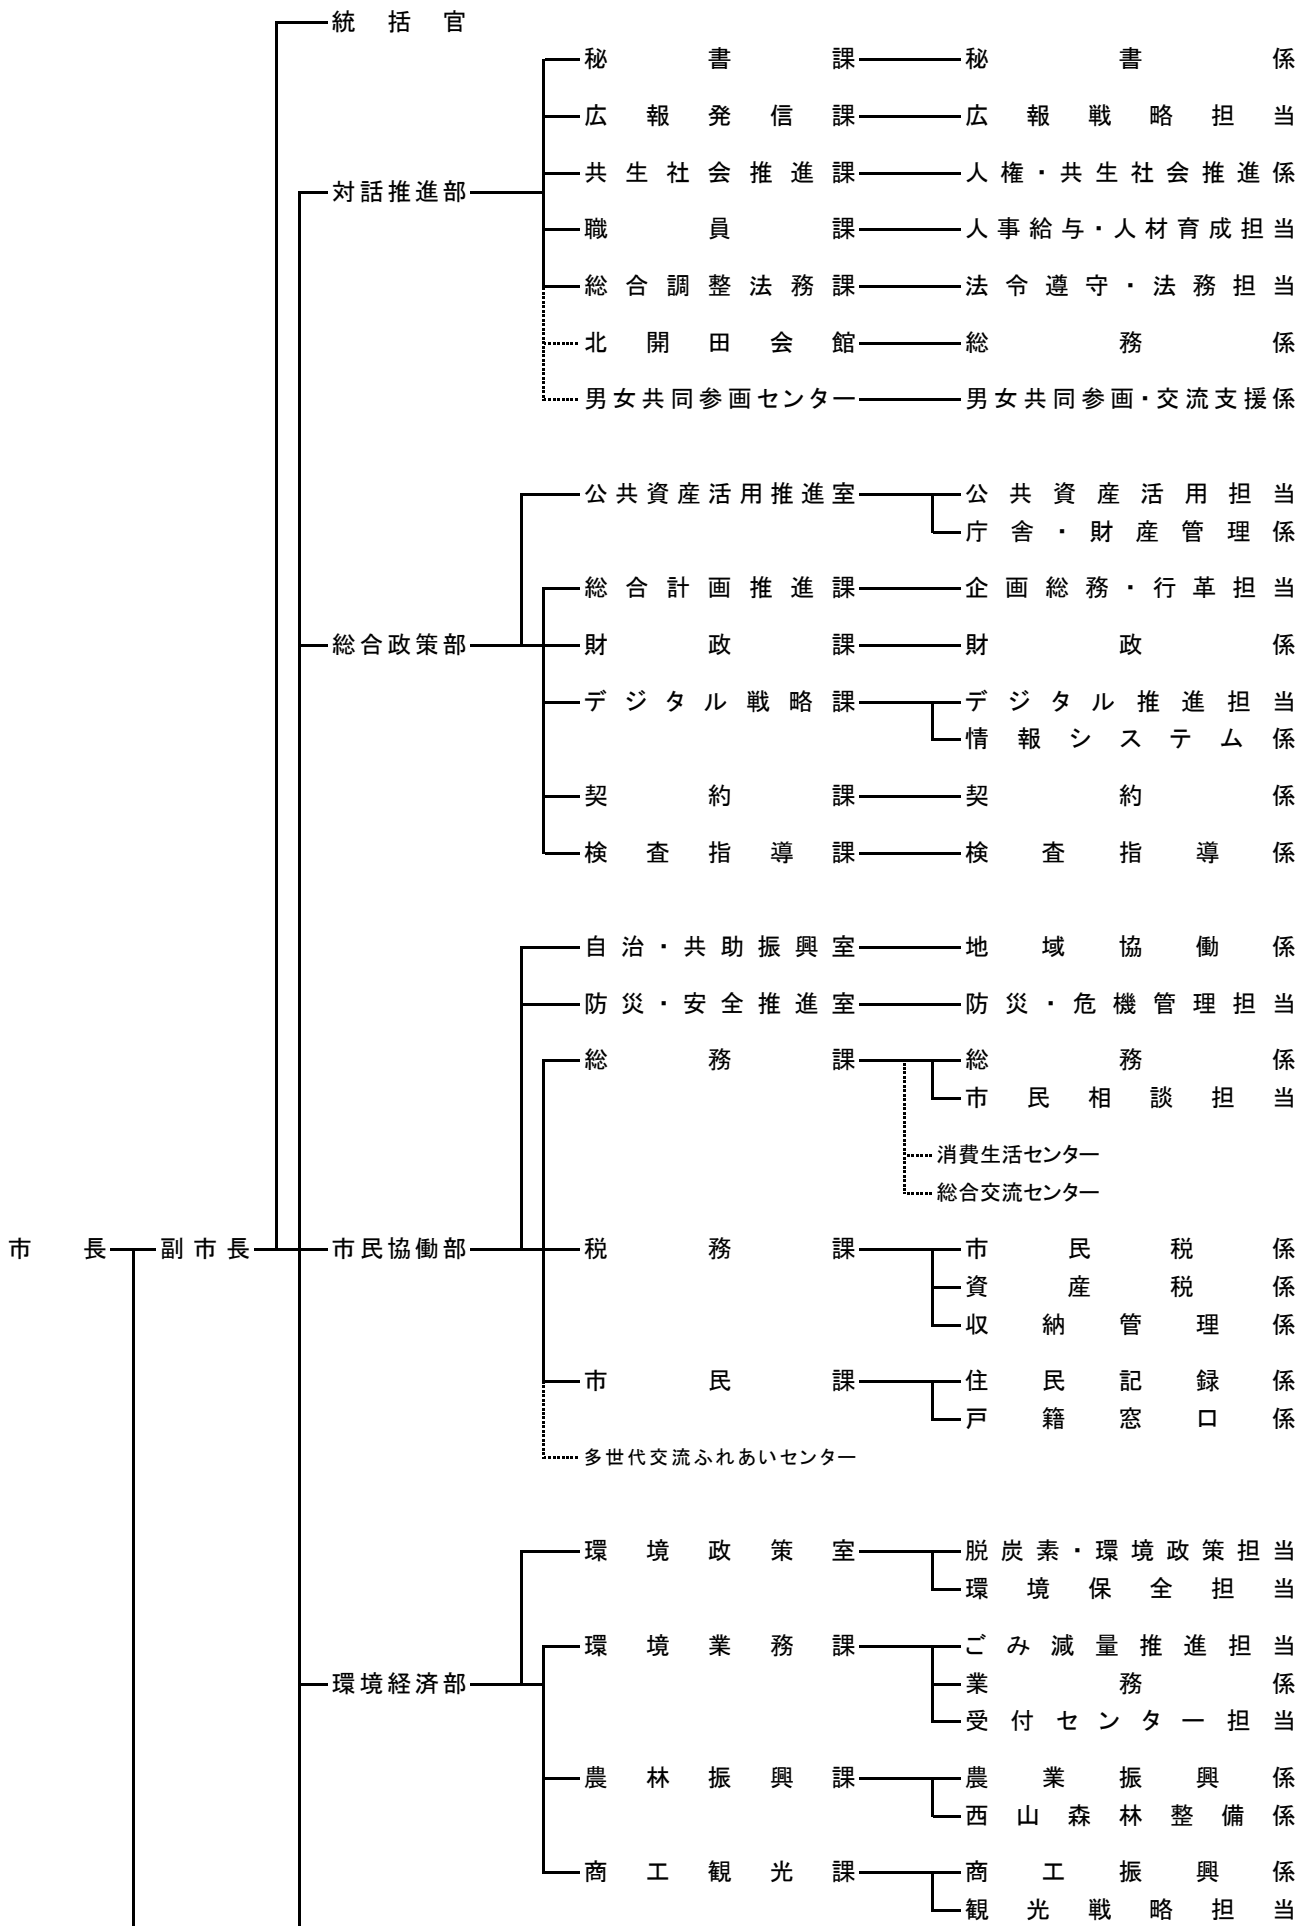 統括官
秘書課 秘書係
広報発信課 広報戦略担当
共生社会推進課 人権・共生社会推進係
対話推進部
職員課 人事給与・人材育成担当
総合調整法務課 法令遵守・法務担当
北開田会館 総務係
男女共同参画センター 男女共同参画・交流支援係
公共資産活用推進室 公共資産活用担当
庁舎・財産管理係
総合計画推進課 企画総務・行革担当
総合政策部 財政課 財政係
デジタル戦略課 デジタル推進担当
情報システム係
契約課 契約係
検査指導課 検査指導係
自治・共助振興室 地域協働係
防災・安全推進室 防災・危機管理担当
総務課 総務係
市民相談担当
消費生活センター
総合交流センター
市長 副市長 市民協働部 税務課 市民税係
資産税係
収納管理係
市民課 住民記録係
戸籍窓口係
多世代交流ふれあいセンター
環境政策室 脱炭素・環境政策担当
環境保全担当
環境業務課 ごみ減量推進担当
環境経済部 業務係
受付センター担当
農林振興課 農業振興係
西山森林整備係
商工観光課 商工振興係
観光戦略担当